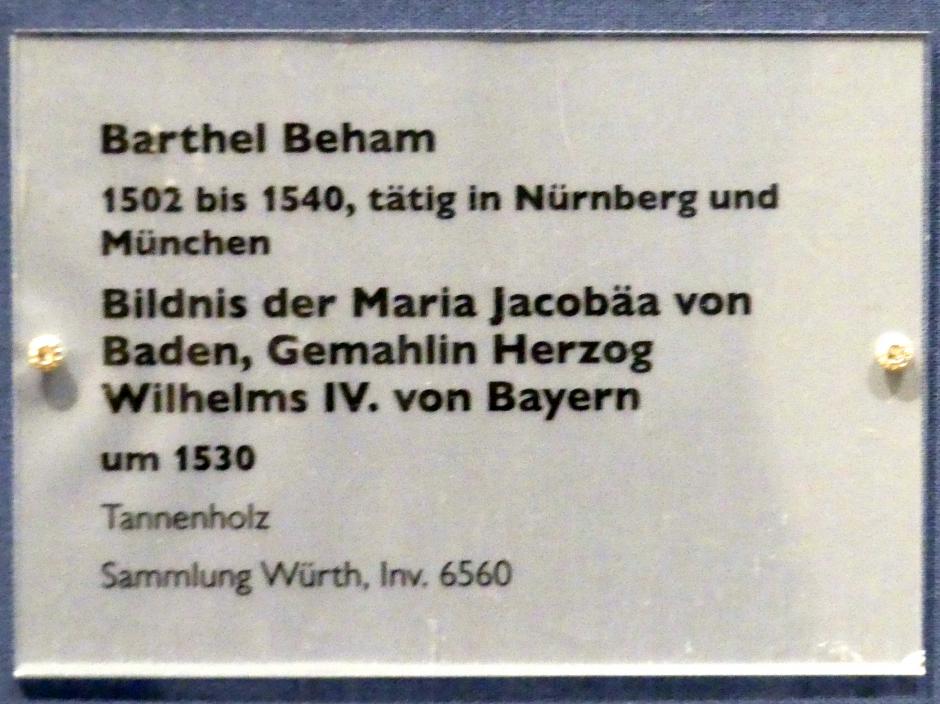 Barthel Beham
1502 bis 1540, tätig in Nürnberg und
München
Bildnis der Maria Jacobäa von
Baden, Gemahlin Herzog
Wilhelms IV. von Bayern
um 1530
Tannenholz
Sammlung Würth, Inv. 6560